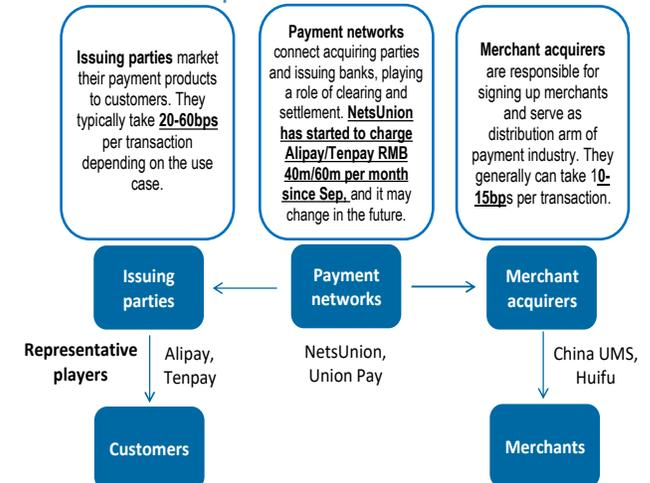 Issuing parties market
their payment products
to customers. They
typically take 20-60bps
per transaction
depending on the use
case.
Payment networks
connect acquiring parties
and issuing banks, playing
a role of clearing and
settlement. NetsUnion
has started to charge
Alipay/Tenpay RMB
40m/60m per month
since Sep, and it may
change in the future.
Merchant acquirers
are responsible for
signing up merchants
and serve as
distribution arm of
payment industry. They
generally can take 10-
15bps per transaction.
Issuing
parties
Payment
networks
Merchant
acquirers
Representative
players
Alipay,
Tenpay
NetsUnion,
Union Pay
China UMS,
Huifu
Customers
Merchants